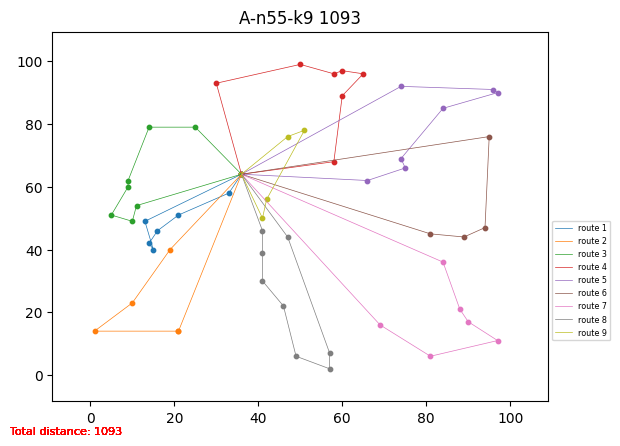 A-n55-k9 1093
100
80
60
40
20
0
0 20 40 60 80 100
route 1
route 2
route 3
route 4
route 5
route 6
route 7
route 8
route 9
Total distance: 1093